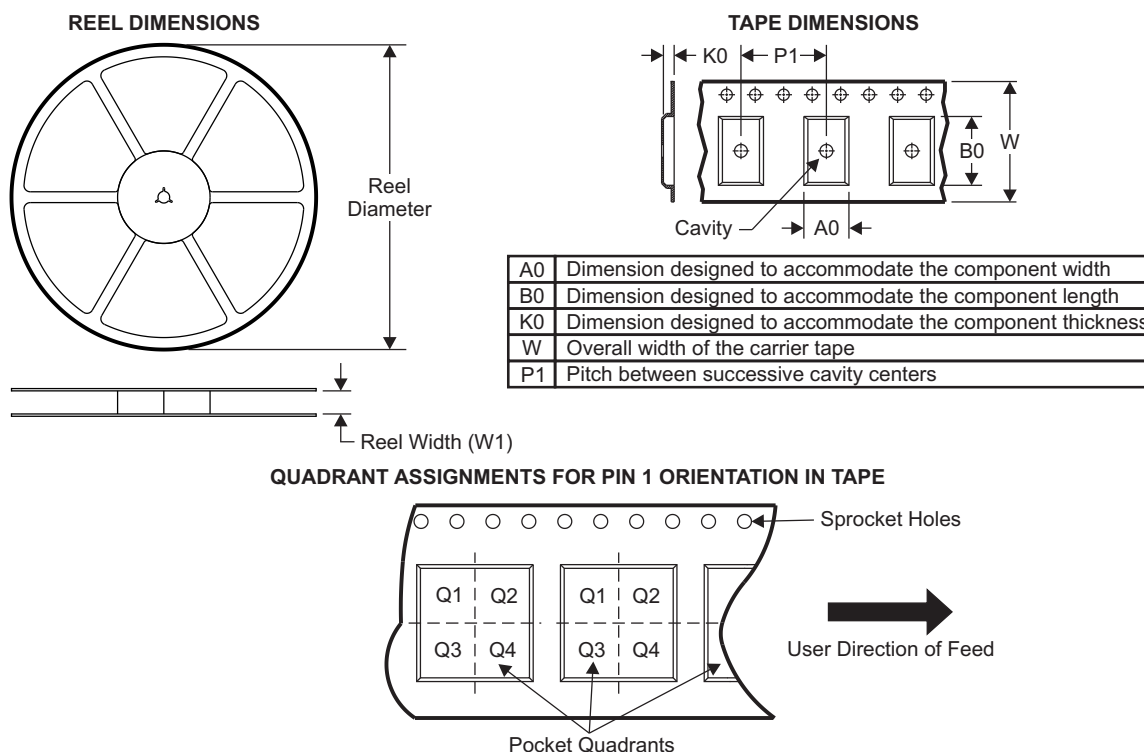 REEL DIMENSIONS
Reel
Diameter
Reel Width (W1)
TAPE DIMENSIONS
K0
P1
W
B0
Cavity
A0
A0 Dimension designed to accommodate the component width
B0 Dimension designed to accommodate the component length
K0 Dimension designed to accommodate the component thickness
W Overall width of the carrier tape
P1 Pitch between successive cavity centers
QUADRANT ASSIGNMENTS FOR PIN 1 ORIENTATION IN TAPE
Sprocket Holes
Q1 Q2 Q1 Q2
Q3 Q4 Q3 Q4
User Direction of Feed
Pocket Quadrants